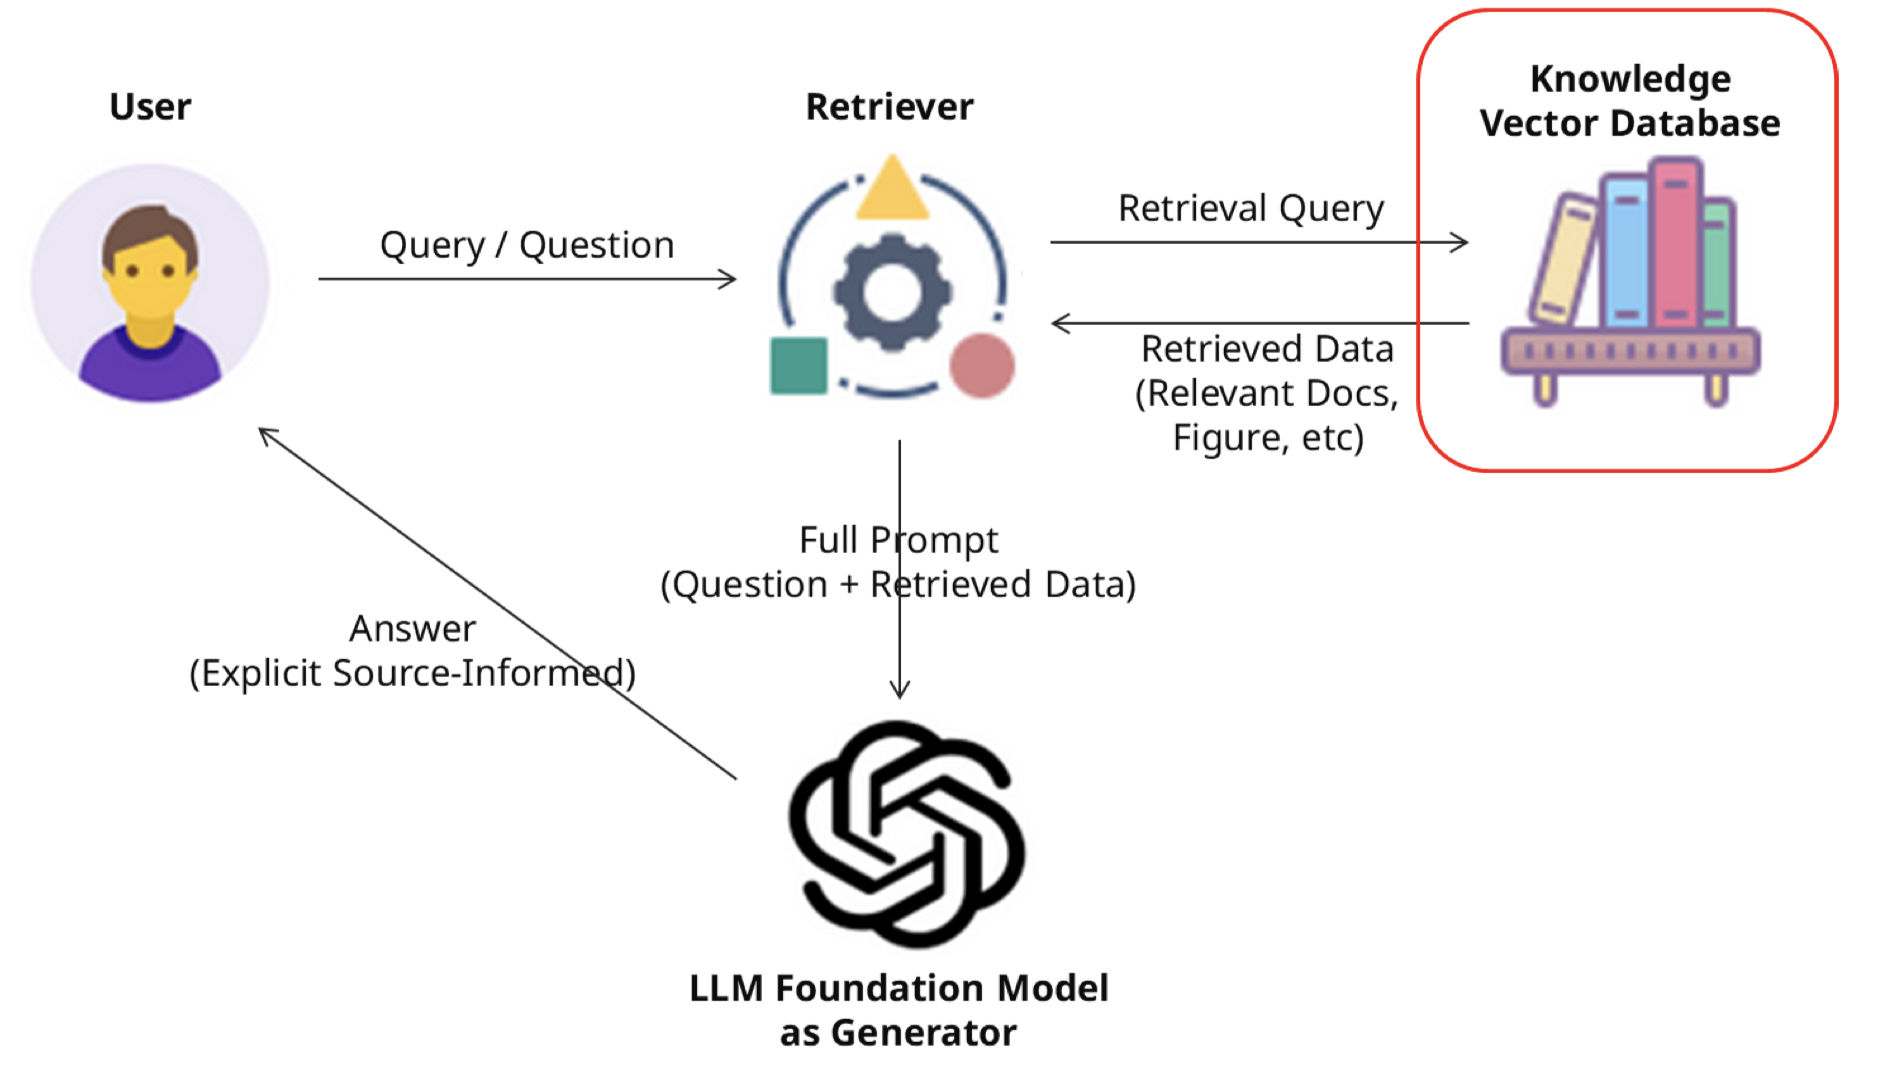 User
Retriever
Knowledge
Vector Database
Query / Question
Retrieval Query
Retrieved Data
(Relevant Docs,
Figure, etc)
Full Prompt
(Question + Retrieved Data)
Answer
(Explicit Source-Informed)
LLM Foundation Model
as Generator